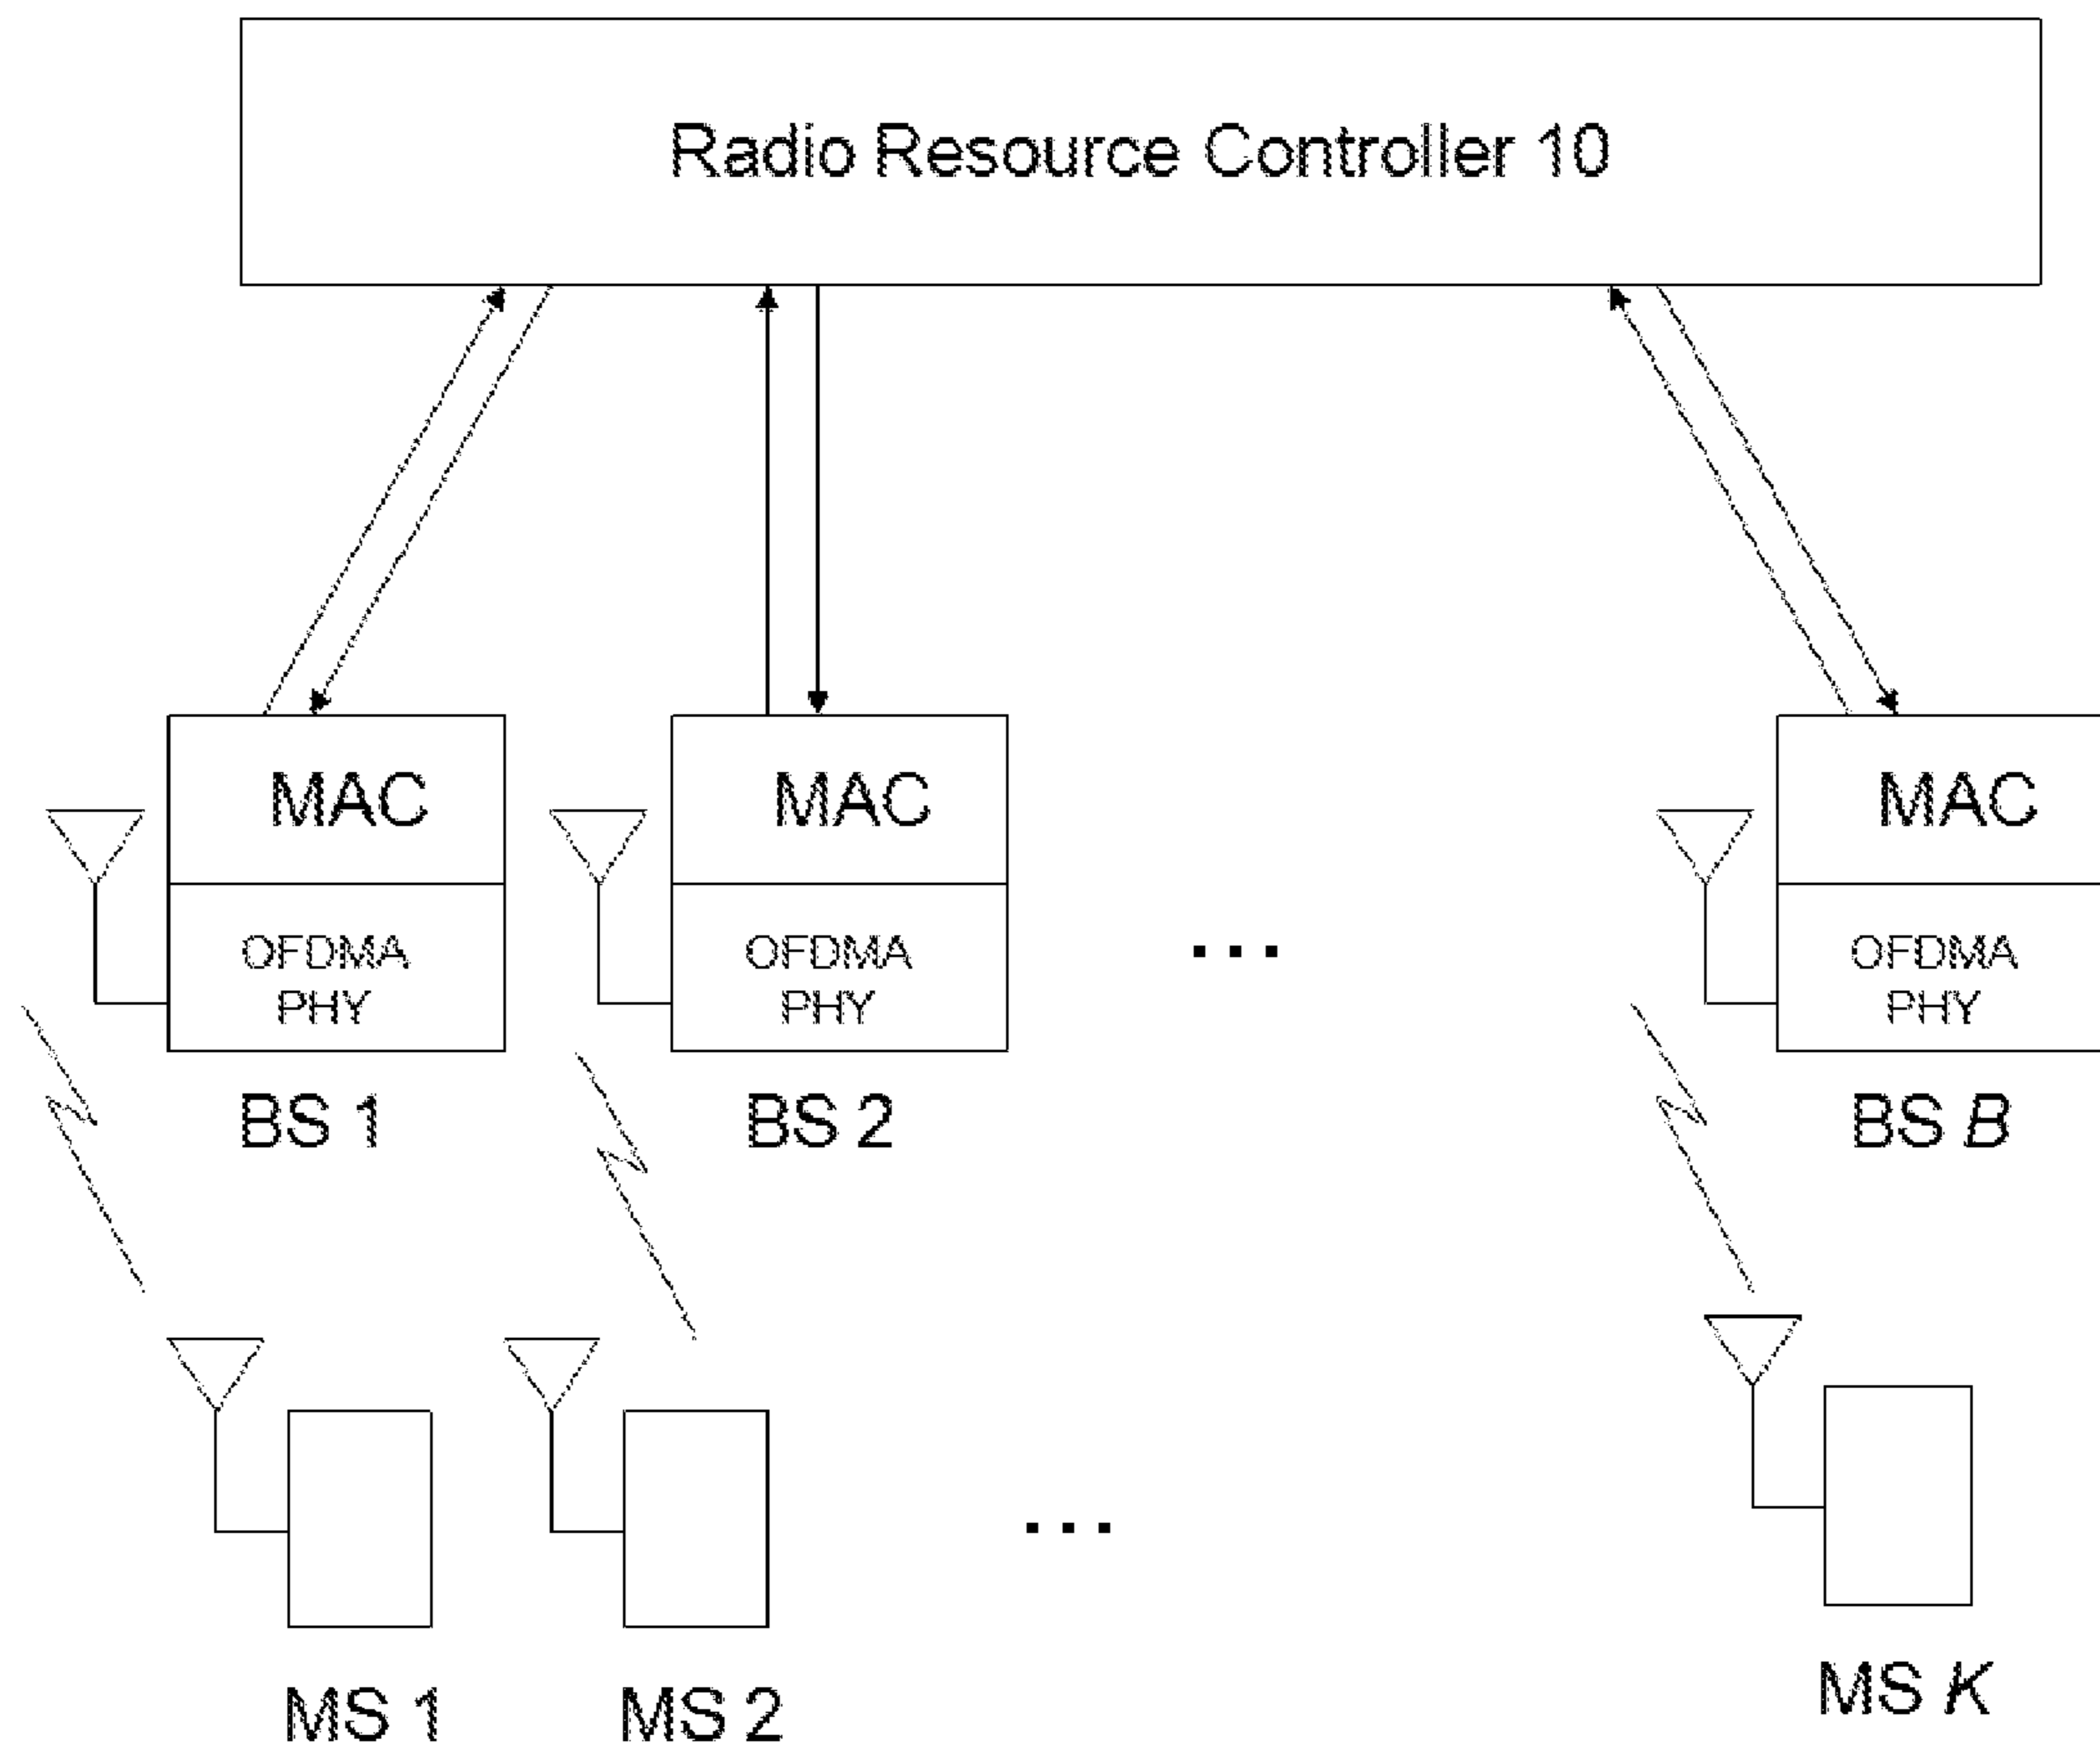 Radio Resource Controller 10
MAC
MAC
MAC
OFDMA
PHY
OFDMA
PHY
...
OFDMA
PHY
BS 1
BS 2
BS B
...
MS 1
MS 2
MS K